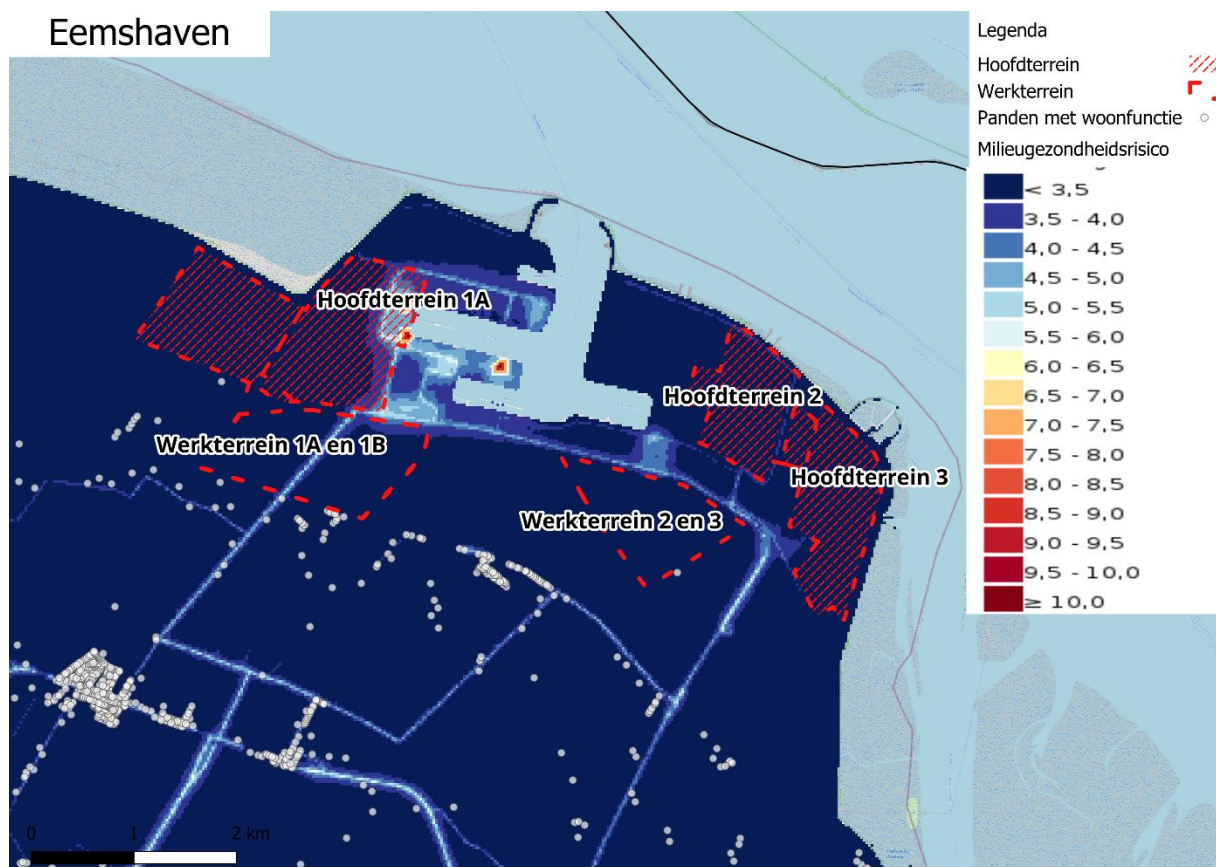 Eemshaven
Legenda
Hoofdterrein
Werkterrein
Panden met woonfunctie
Milieugezondheidsrisico
< 3,5
3,5 - 4,0
4,0 - 4,5
4,5 - 5,0
5,0 - 5,5
5,5 - 6,0
6,0 - 6,5
6,5 - 7,0
7,0 - 7,5
7,5 - 8,0
8,0 - 8,5
8,5 - 9,0
9,0 - 9,5
9,5 - 10,0
≥ 10,0
Hoofdterrein 1A
Hoofdterrein 2
Werkterrein 1A en 1B
Hoofdterrein 3
Werkterrein 2 en 3
0 1 2 km